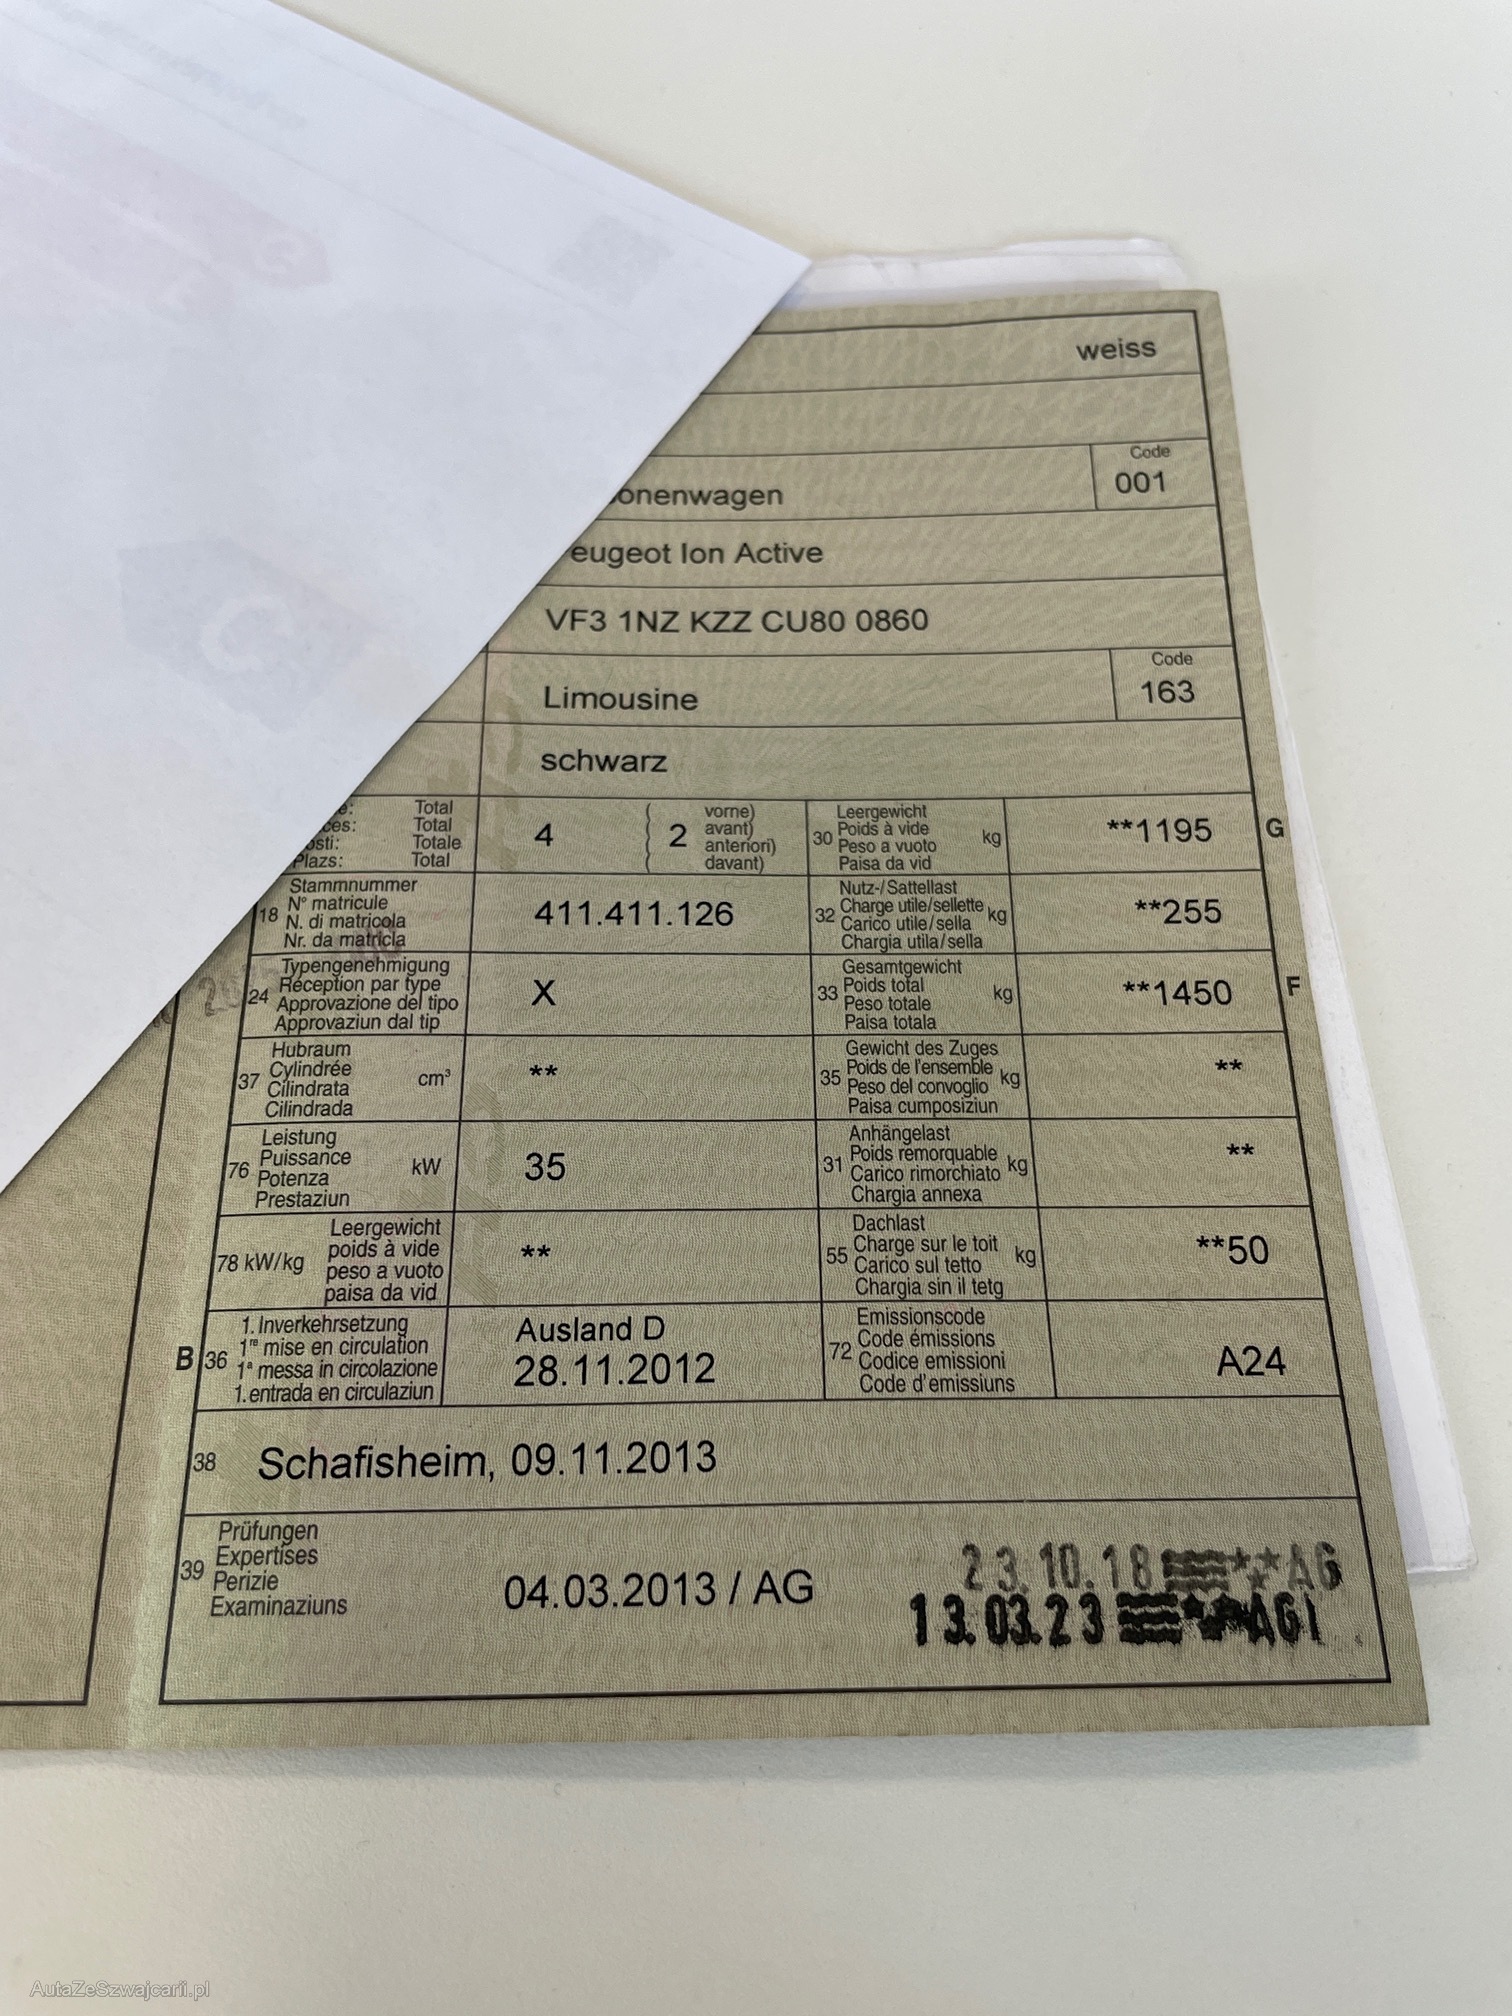 weiss
Code
001
onenwagen
eugeot Ion Active
VF3 1NZ KZZ CU80 0860
Code
163
Limousine
schwarz
e: Total
ces: Total
osti: Totale
Plazs: Total
4 ( 2 vorne)
( avant)
( anteriori)
( davant)
30 Leergewicht
Poids à vide kg
Peso a vuoto
Paisa da vid
**1195 G
18 Stammnummer
N° matricule
N. di matricola
Nr. da matricla
411.411.126
32 Nutz-/Sattellast
Charge utile/sellette kg
Carico utile/sella
Chargia utila/sella
**255
24 Typengenehmigung
Réception par type
Approvazione del tipo
Approvaziun dal tip
X
33 Gesamtgewicht
Poids total kg
Peso totale
Paisa totala
**1450 F
37 Hubraum
Cylindrée cm³
Cilindrata
Cilindrada
**
35 Gewicht des Zuges
Poids de l'ensemble kg
Peso del convoglio
Paisa cumposiziun
**
76 Leistung
Puissance kW
Potenza
Prestaziun
35
31 Anhängelast
Poids remorquable kg
Carico rimorchiato
Chargia annexa
**
78 kW/kg Leergewicht
poids à vide
peso a vuoto
paisa da vid
**
55 Dachlast
Charge sur le toit kg
Carico sul tetto
Chargia sin il tetg
**50
B 36 1. Inverkehrsetzung
1re mise en circulation
1a messa in circolazione
1. entrada en circulaziun
Ausland D
28.11.2012
72 Emissionscode
Code émissions
Codice emissioni
Code d'emissiuns
A24
38 Schafisheim, 09.11.2013
39 Prüfungen
Expertises
Perizie
Examinaziuns
04.03.2013 / AG
23.10.18 AG
13.03.23 AG1
AutaZeSzwajcarii.pl